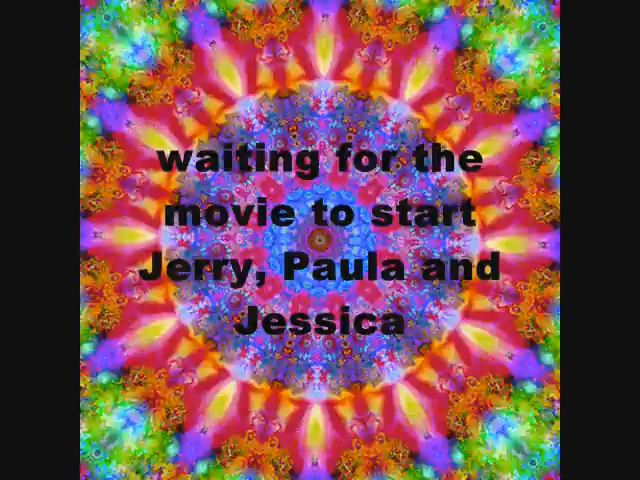 waiting for the
movie to start
Jerry, Paula and
Jessica